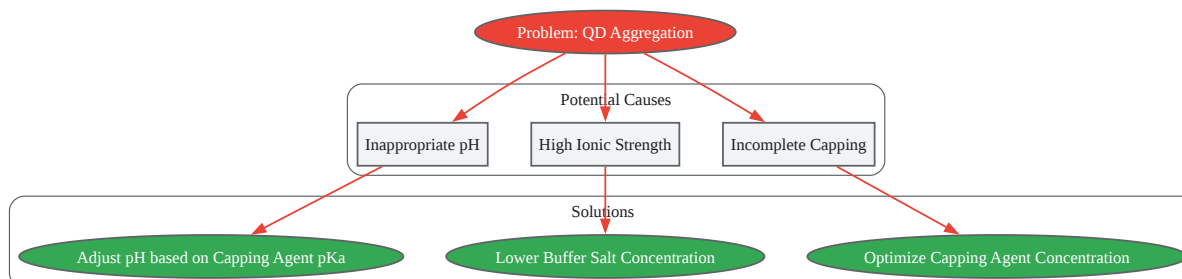 Problem: QD Aggregation
Potential Causes
Inappropriate pH
High Ionic Strength
Incomplete Capping
Solutions
Adjust pH based on Capping Agent pKa
Lower Buffer Salt Concentration
Optimize Capping Agent Concentration